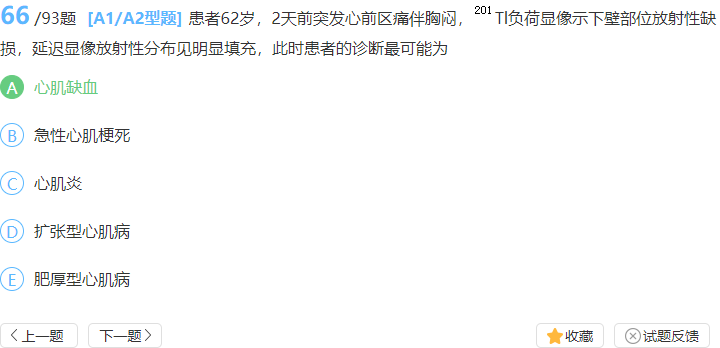 66/93题 [A1/A2型题] 患者62岁，2天前突发心前区痛伴胸闷，²⁰¹Tl负荷显像示下壁部位放射性缺
损，延迟显像放射性分布见明显填充，此时患者的诊断最可能为
A 心肌缺血
B 急性心肌梗死
C 心肌炎
D 扩张型心肌病
E 肥厚型心肌病
上一题 下一题 收藏 试题反馈